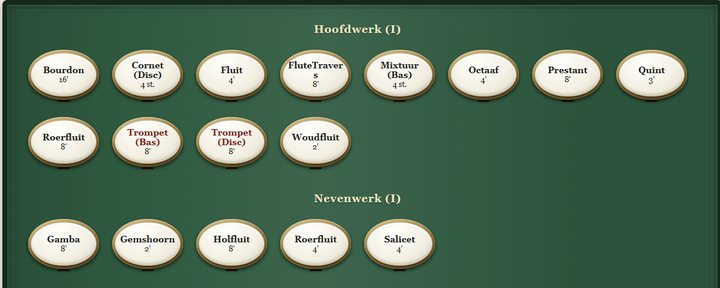 Hoofdwerk (I)
Bourdon
16'
Cornet
(Disc)
4 st.
Fluit
4'
FluteTraver
s
8'
Mixtuur
(Bas)
4 st.
Octaaf
4'
Prestant
8'
Quint
3'
Roerfluit
8'
Trompet
(Bas)
8'
Trompet
(Disc)
8'
Woudfluit
2'
Nevenwerk (I)
Gamba
8'
Gemshoorn
2'
Holfluit
8'
Roerfluit
4'
Salicet
4'